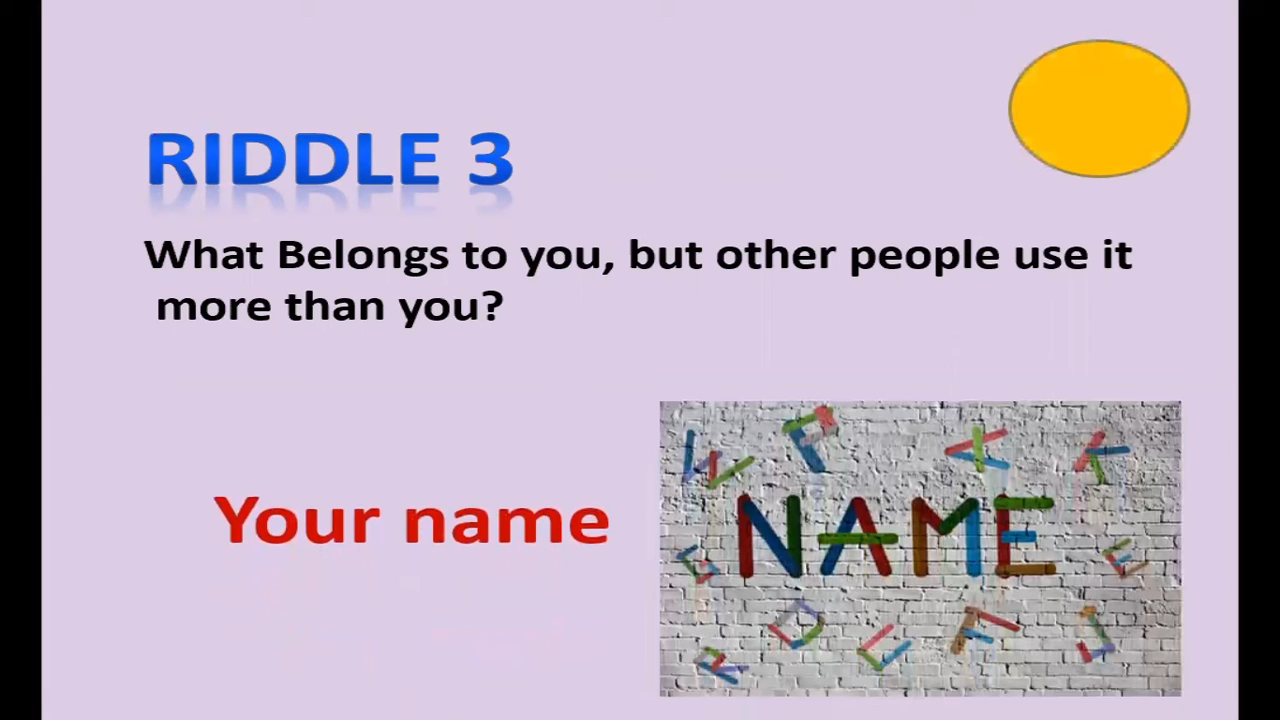 RIDDLE 3
What Belongs to you, but other people use it
more than you?
Your name
NAME